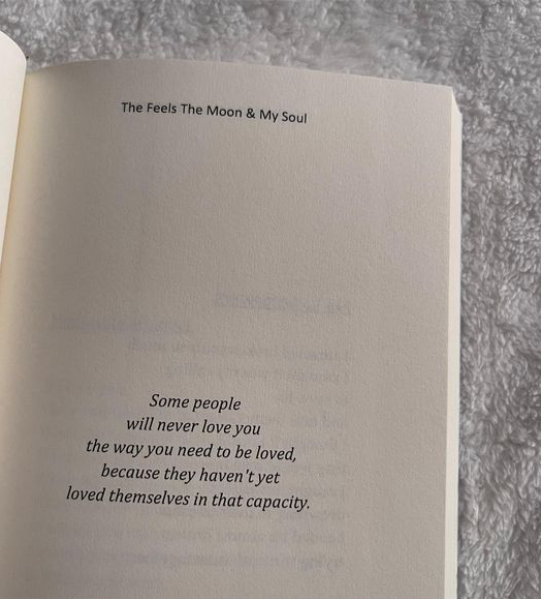 The Feels The Moon & My Soul
Some people
will never love you
the way you need to be loved,
because they haven't yet
loved themselves in that capacity.